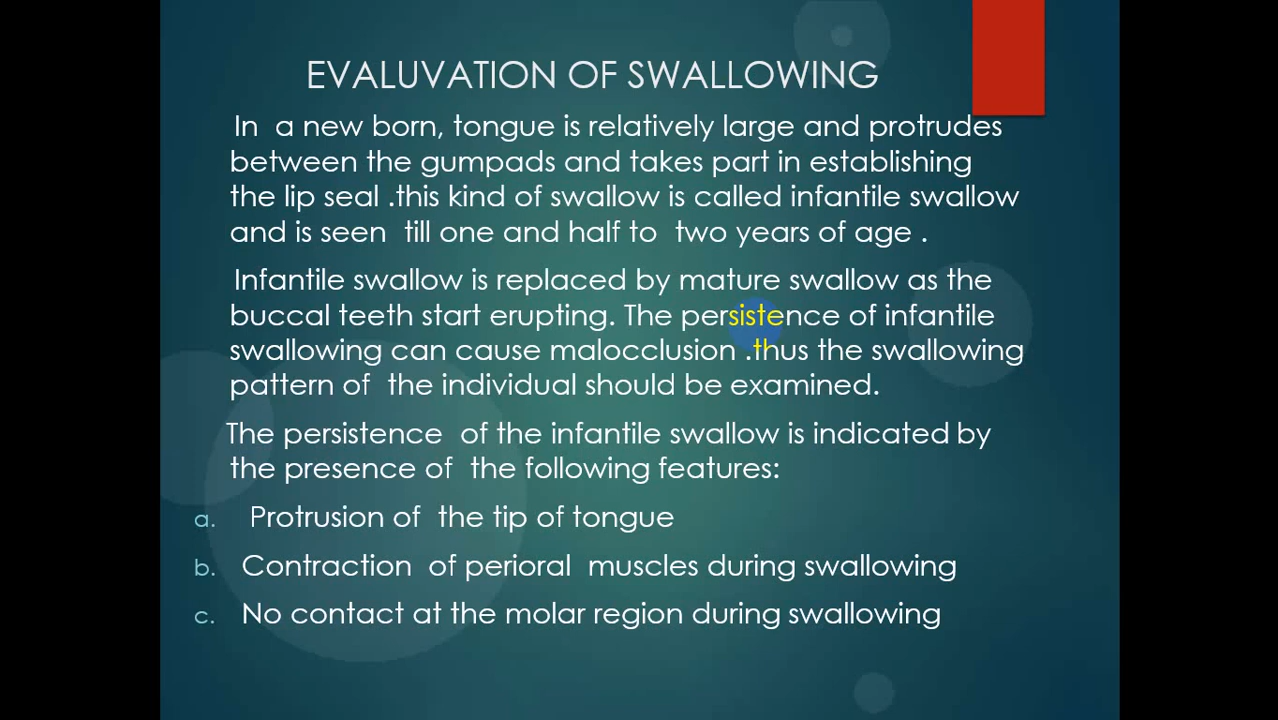 EVALUVATION OF SWALLOWING
In a new born, tongue is relatively large and protrudes
between the gumpads and takes part in establishing
the lip seal .this kind of swallow is called infantile swallow
and is seen till one and half to two years of age .
Infantile swallow is replaced by mature swallow as the
buccal teeth start erupting. The persistence of infantile
swallowing can cause malocclusion .thus the swallowing
pattern of the individual should be examined.
The persistence of the infantile swallow is indicated by
the presence of the following features:
a. Protrusion of the tip of tongue
b. Contraction of perioral muscles during swallowing
c. No contact at the molar region during swallowing